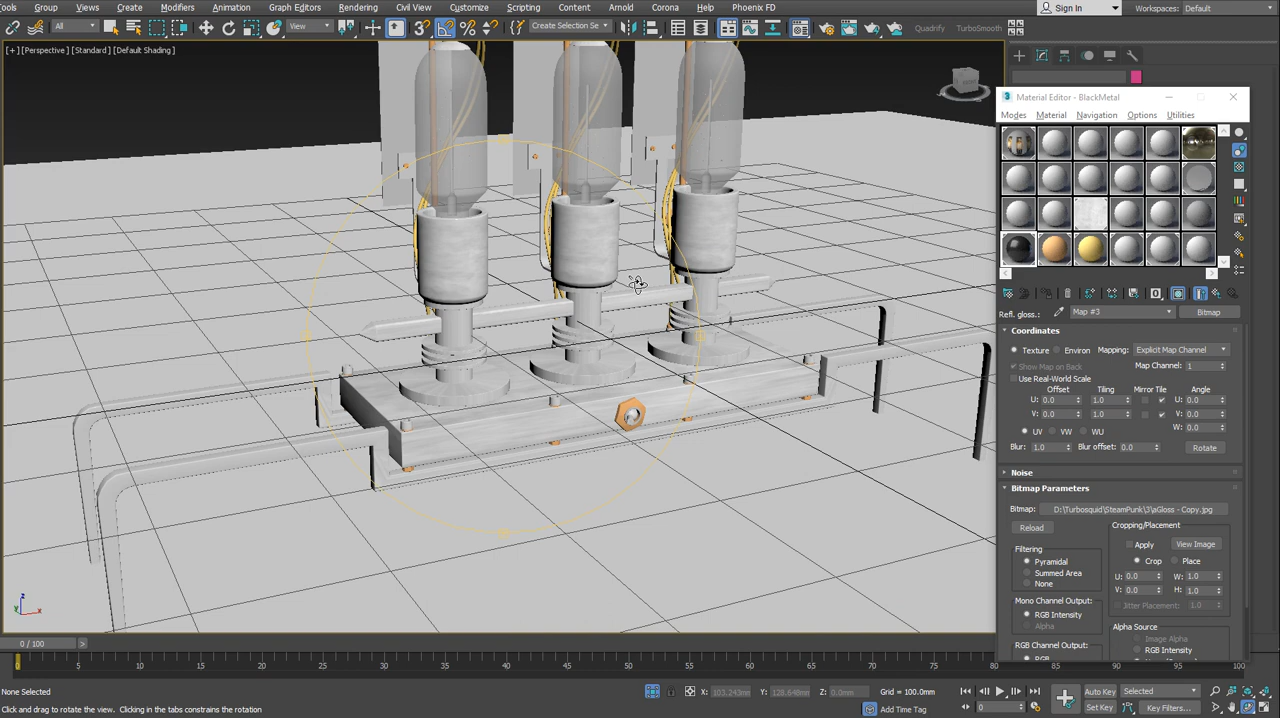 Tools Group Views Create Modifiers Animation Graph Editors Rendering Civil View Customize Scripting Content Arnold Corona Help Phoenix FD Sign In Workspaces: Default
All View Create Selection Se Quadrify TurboSmooth
[+] [Perspective] [Standard] [Default Shading]
3 Material Editor - BlackMetal
Modes Material Navigation Options Utilities
Refl. gloss.: Map #3 Bitmap
Coordinates
Texture Environ Mapping: Explicit Map Channel
Show Map on Back Map Channel: 1
Use Real-World Scale
Offset Tiling Mirror Tile Angle
U: 0.0 1.0 U: 0.0
V: 0.0 1.0 V: 0.0
UV VW WU W: 0.0
Blur: 1.0 Blur offset: 0.0 Rotate
Noise
Bitmap Parameters
Bitmap: D:\Turbosquid\SteamPunk\3\aGloss - Copy.jpg
Reload Cropping/Placement
Apply View Image
Filtering
Pyramidal
Summed Area
None
Crop Place
U: 0.0 W: 1.0
V: 0.0 H: 1.0
Jitter Placement: 1.0
Mono Channel Output:
RGB Intensity
Alpha
Alpha Source
Image Alpha
RGB Intensity
RGB Channel Output:
RGB
z
y x
0 / 100 >
0 5 10 15 20 25 30 35 40 45 50 55 60 65 70 75 80 85 90 95 100
None Selected X: 103.243mm Y: 128.648mm Z: 0.0mm Grid = 100.0mm Auto Key Selected
Click and drag to rotate the view. Clicking in the tabs constrains the rotation Add Time Tag 0 Set Key Key Filters...